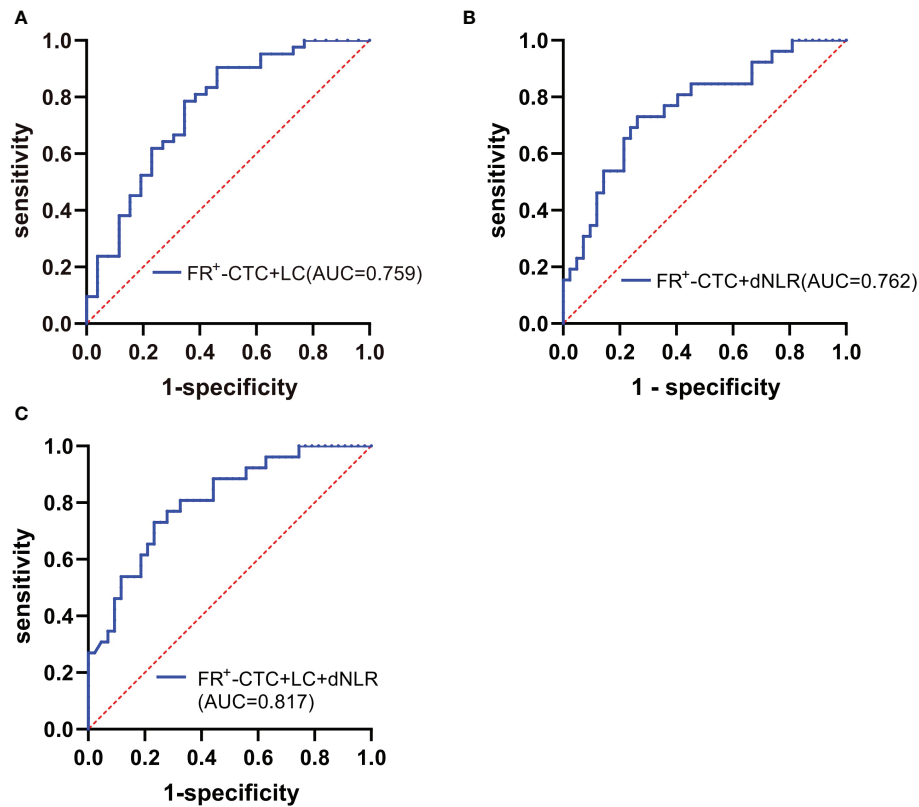 A
1.0
0.8
0.6
0.4
0.2
0.0
sensitivity
FR⁺-CTC+LC(AUC=0.759)
0.0 0.2 0.4 0.6 0.8 1.0
1-specificity
B
1.0
0.8
0.6
0.4
0.2
0.0
sensitivity
FR⁺-CTC+dNLR(AUC=0.762)
0.0 0.2 0.4 0.6 0.8 1.0
1 - specificity
C
1.0
0.8
0.6
0.4
0.2
0.0
sensitivity
FR⁺-CTC+LC+dNLR
(AUC=0.817)
0.0 0.2 0.4 0.6 0.8 1.0
1-specificity